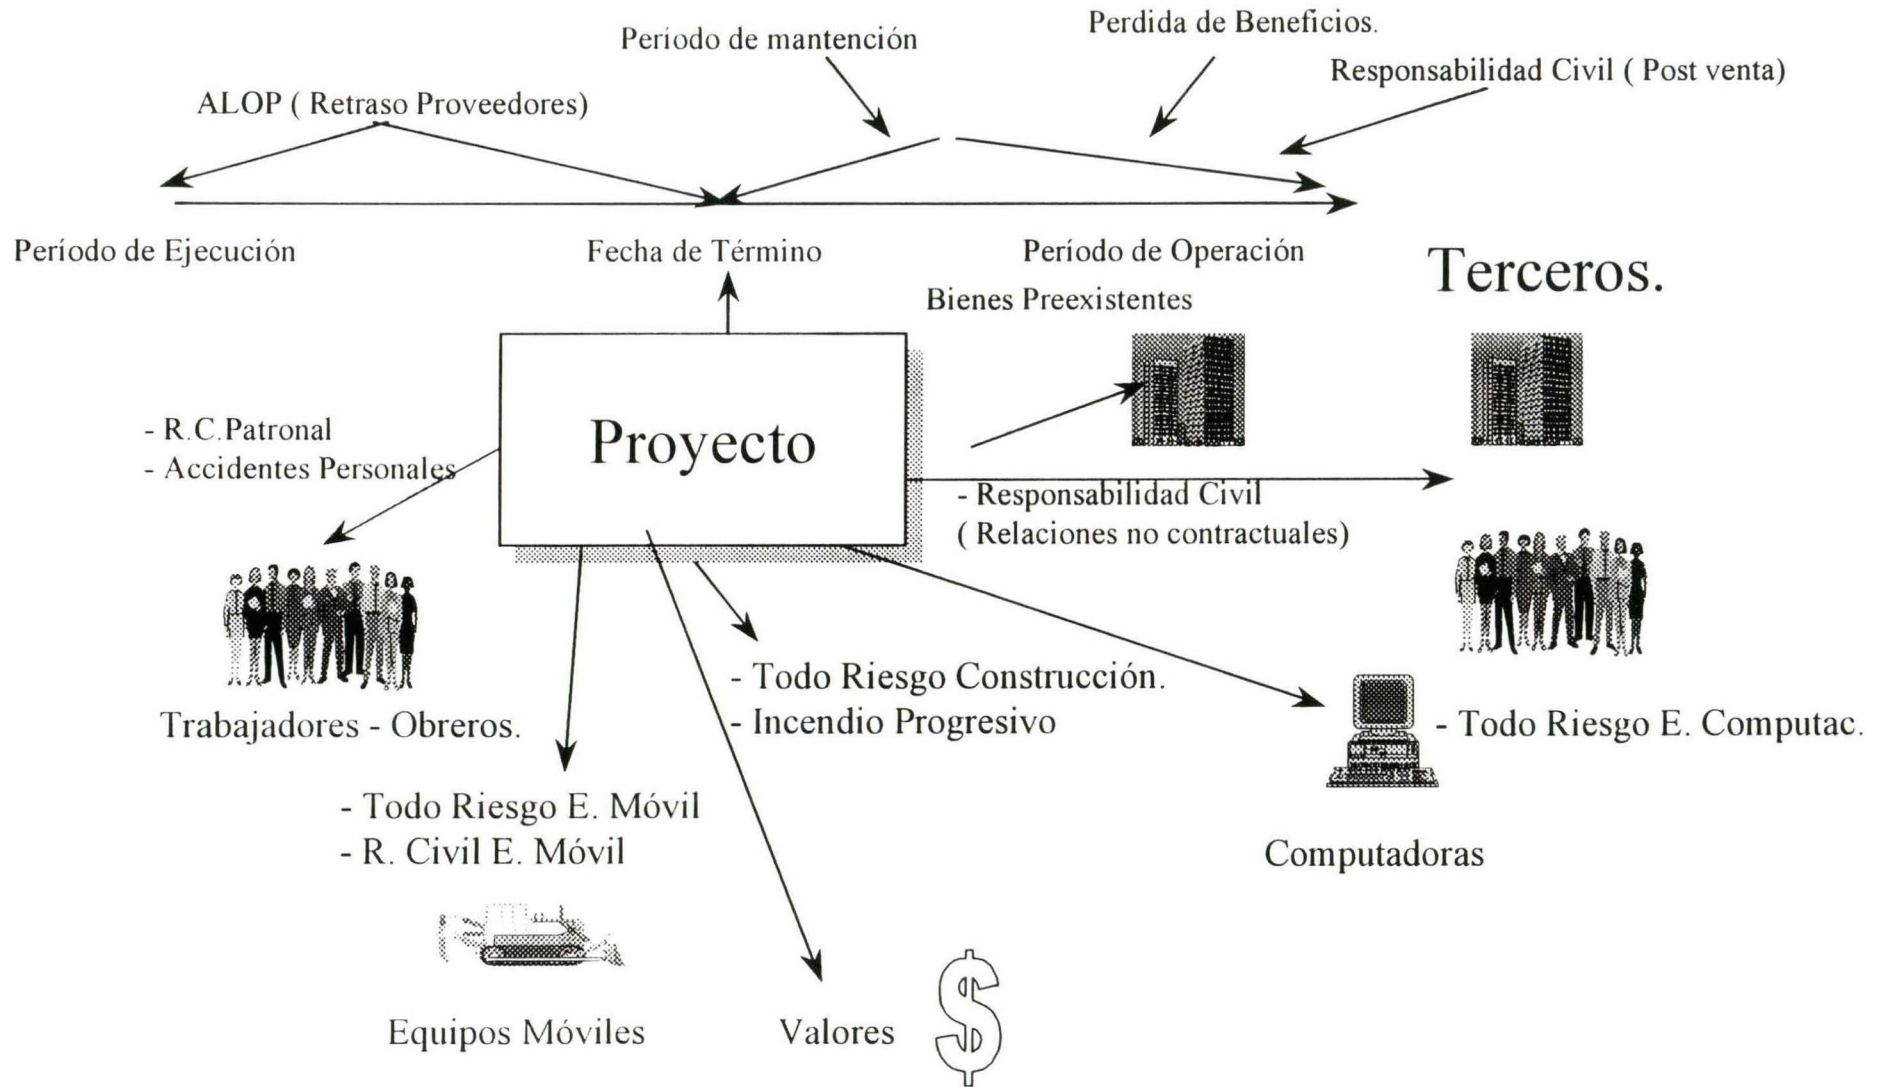 Perdida de Beneficios.
Período de mantención
Responsabilidad Civil ( Post venta)
ALOP ( Retraso Proveedores)
Período de Ejecución
Fecha de Término
Período de Operación
Terceros.
Bienes Preexistentes
Proyecto
- R.C.Patronal
- Accidentes Personales
- Responsabilidad Civil
( Relaciones no contractuales)
- Todo Riesgo Construcción.
- Incendio Progresivo
Trabajadores - Obreros.
- Todo Riesgo E. Computac.
- Todo Riesgo E. Móvil
- R. Civil E. Móvil
Computadoras
Equipos Móviles
Valores
$